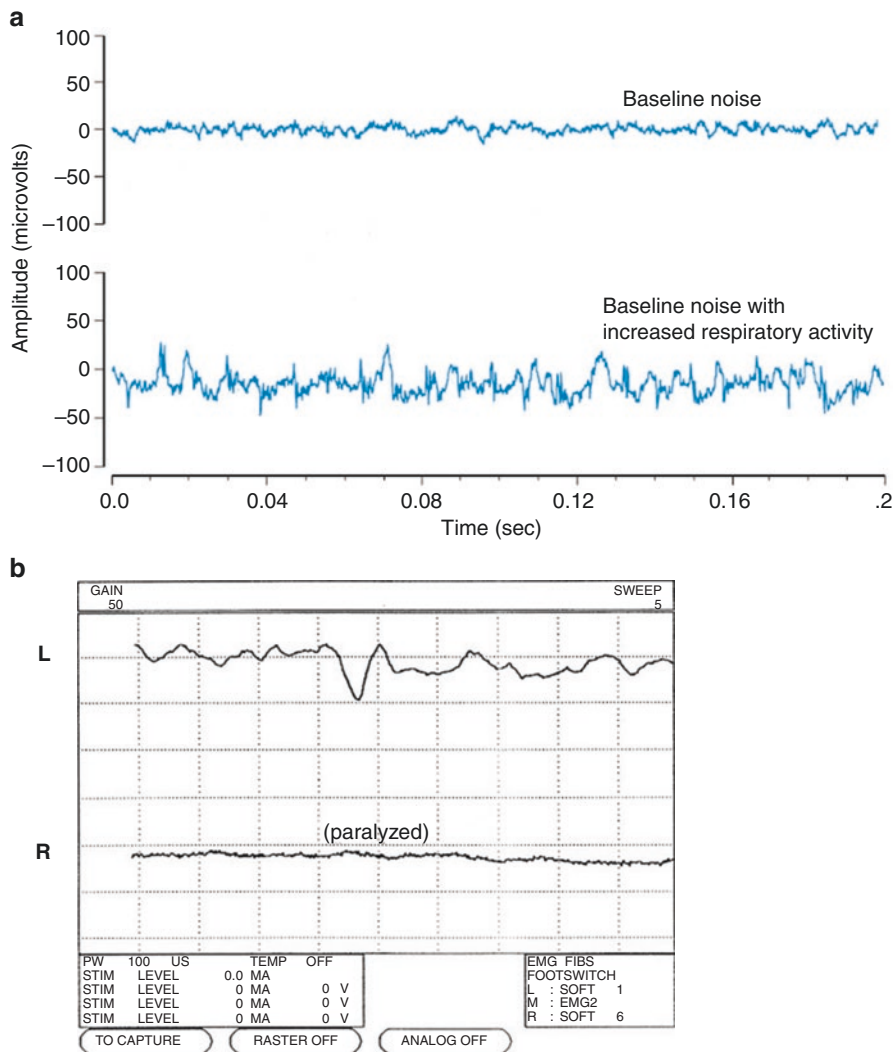 a
100
50
0
−50
−100
Baseline noise
Amplitude (microvolts)
100
50
0
−50
−100
Baseline noise with
increased respiratory activity
0.0 0.04 0.08 0.12 0.16 .2
Time (sec)
b
GAIN SWEEP
50 5
L
(paralyzed)
R
PW 100 US TEMP OFF
STIM LEVEL 0.0 MA
STIM LEVEL 0 MA 0 V
STIM LEVEL 0 MA 0 V
STIM LEVEL 0 MA 0 V
EMG FIBS
FOOTSWITCH
L : SOFT 1
M : EMG2
R : SOFT 6
TO CAPTURE RASTER OFF ANALOG OFF